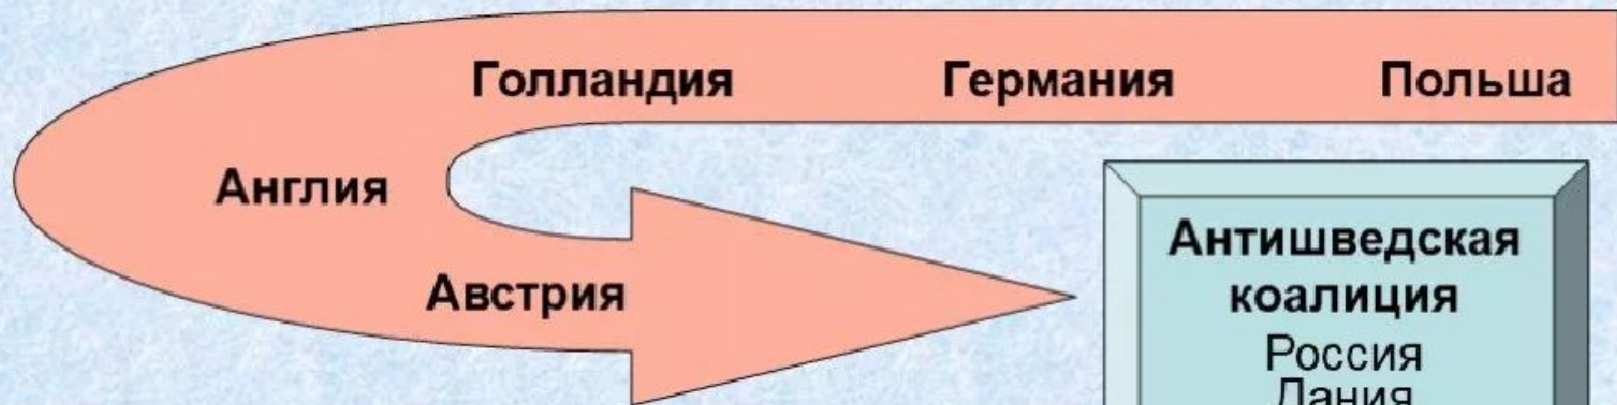 Голландия Германия Польша
Англия
Австрия
Антишведская
коалиция
Россия
Дания